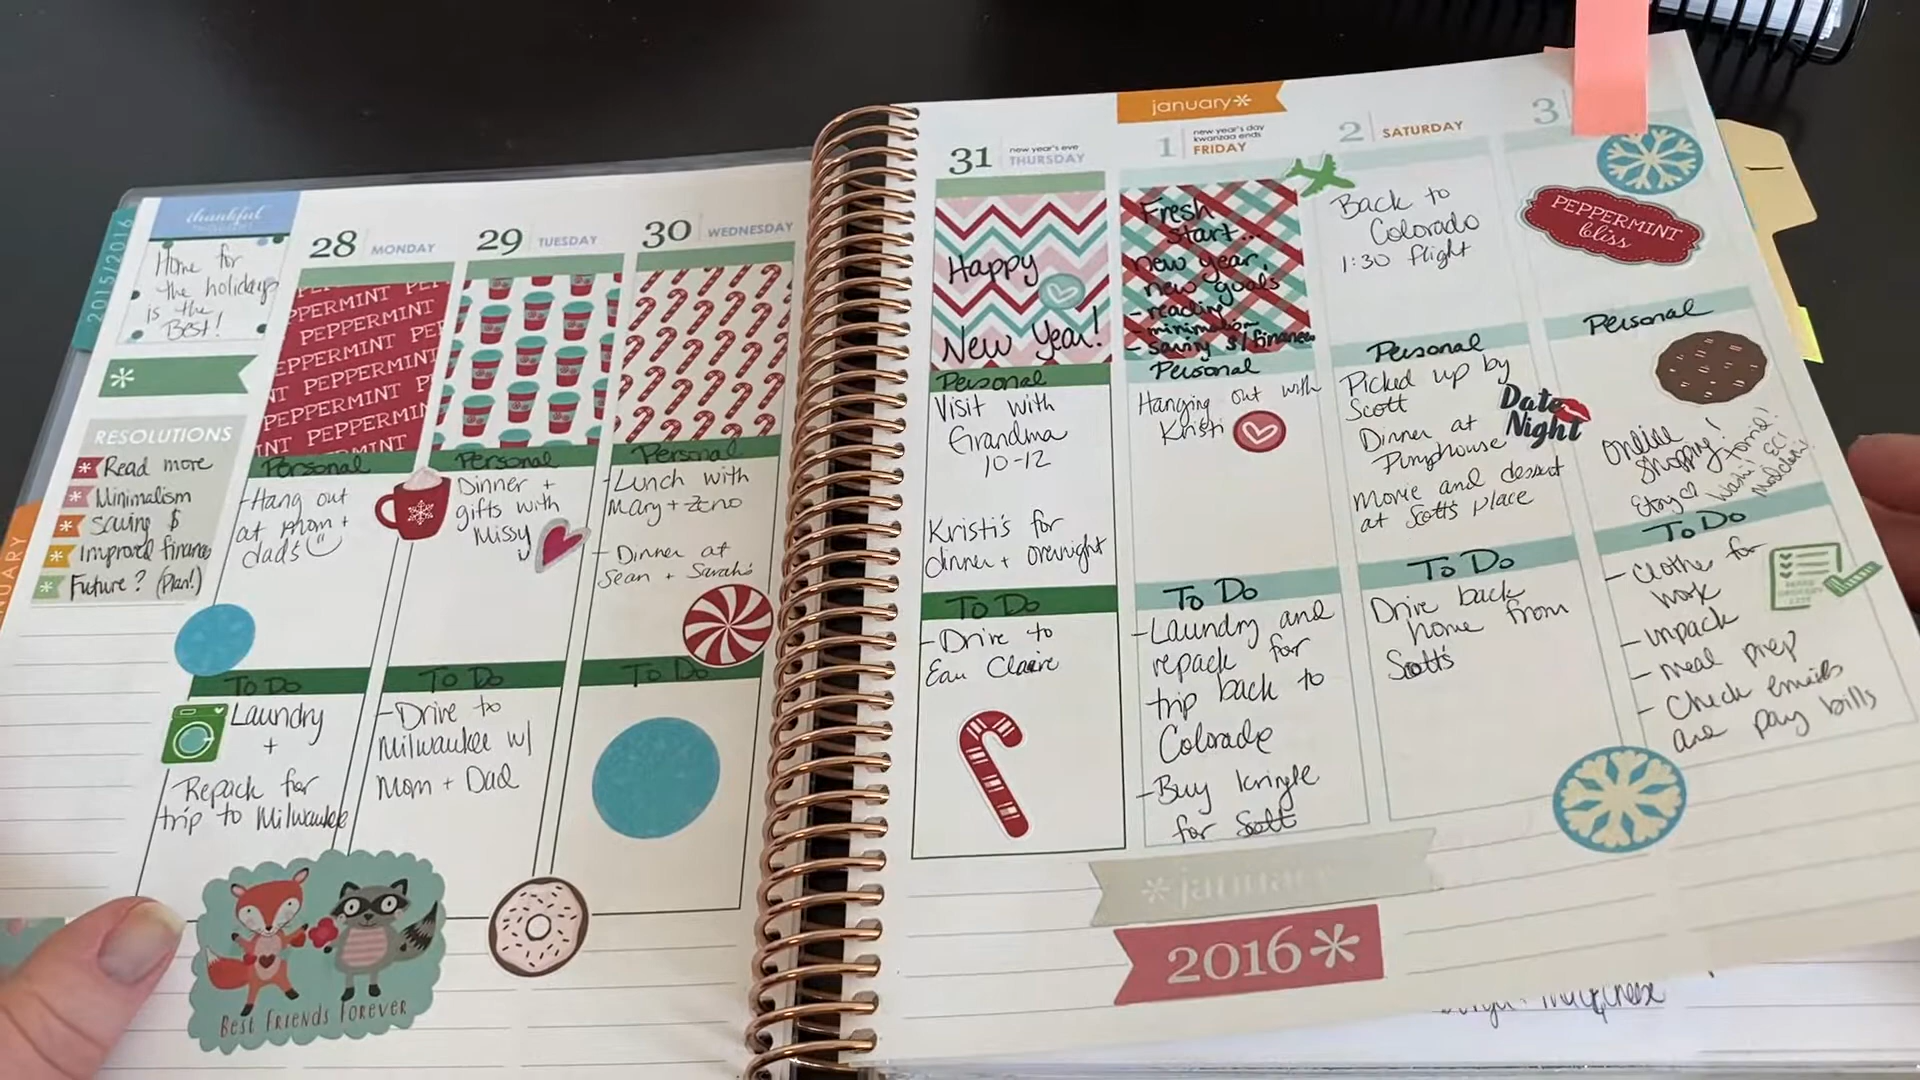 2015/2016
thankful
Home for
the holidays
is the
Best!
RESOLUTIONS
Read more
Minimalism
Saving $
Improved finances
Future? (Plan!)
28 MONDAY
PEPPERMINT
PEPPERMINT
PEPPERMINT
PEPPERMINT
PEPPERMINT
PEPPERMINT
Personal
-Hang out
at mom +
dad's
To Do
Laundry
+
Repack for
trip to Milwaukee
29 TUESDAY
Personal
Dinner +
gifts with
Missy
To Do
-Drive to
Milwaukee w/
Mom + Dad
30 WEDNESDAY
Personal
-Lunch with
Mary + Zeno
- Dinner at
Sean + Sarah's
To Do
BEST FRIENDS FOREVER
31 new year's eve
THURSDAY
Happy
New Year!
Personal
Visit with
Grandma
10-12
Kristi's for
dinner + overnight
To Do
-Drive to
Eau Claire
january*
1 new year's day
kwanzaa ends
FRIDAY
Fresh
start...
new year,
new goals
- reading
- minimalism
- saving $/finances
Personal
Hanging out with
Kristi
To Do
-Laundry and
repack for
trip back to
Colorado
-Buy kringle
for Scott
2 SATURDAY
Back to
Colorado
1:30 flight
Personal
Picked up by
Scott
Date
Night
Dinner at
Pumphouse
Movie and dessert
at Scott's place
To Do
Drive back
home from
Scott's
3
PEPPERMINT
bliss
Personal
Online
shopping!
To Do
- clothes for
work
- unpack
- meal prep
- Check emails
and pay bills
*january
2016*